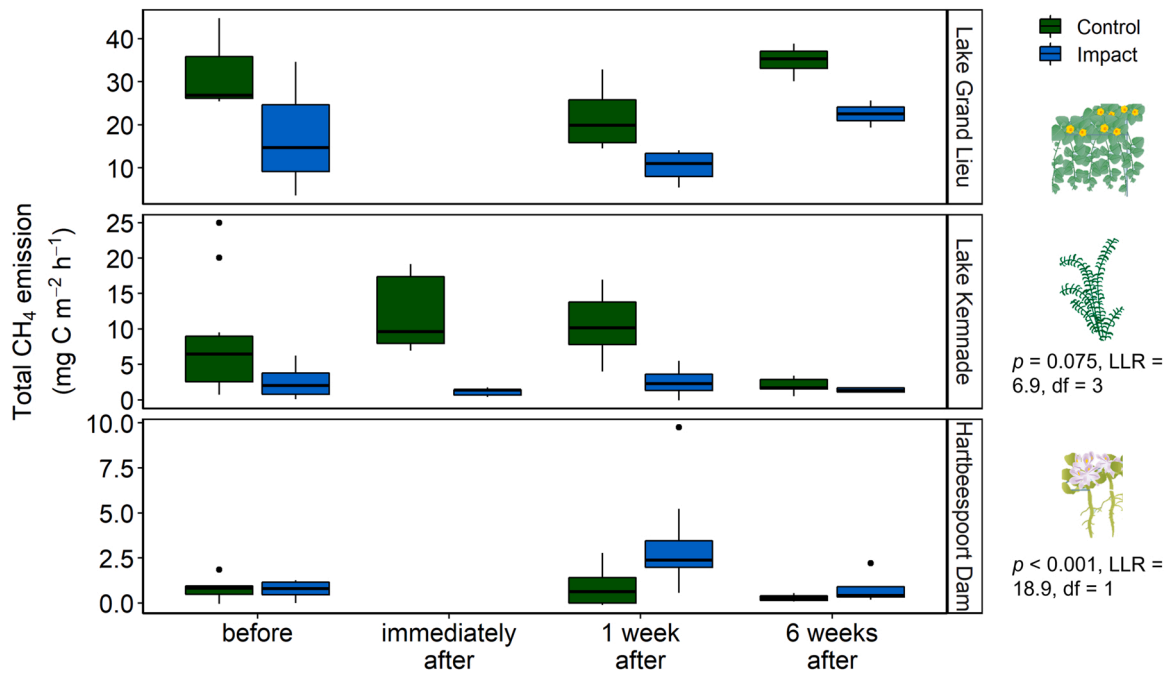 Total CH₄ emission
(mg C m⁻² h⁻¹)
40
30
20
10
Lake Grand Lieu
25
20
15
10
5
0
Lake Kemnade
10.0
7.5
5.0
2.5
0.0
Hartbeespoort Dam
before
immediately
after
1 week
after
6 weeks
after
Control
Impact
p = 0.075, LLR =
6.9, df = 3
p < 0.001, LLR =
18.9, df = 1